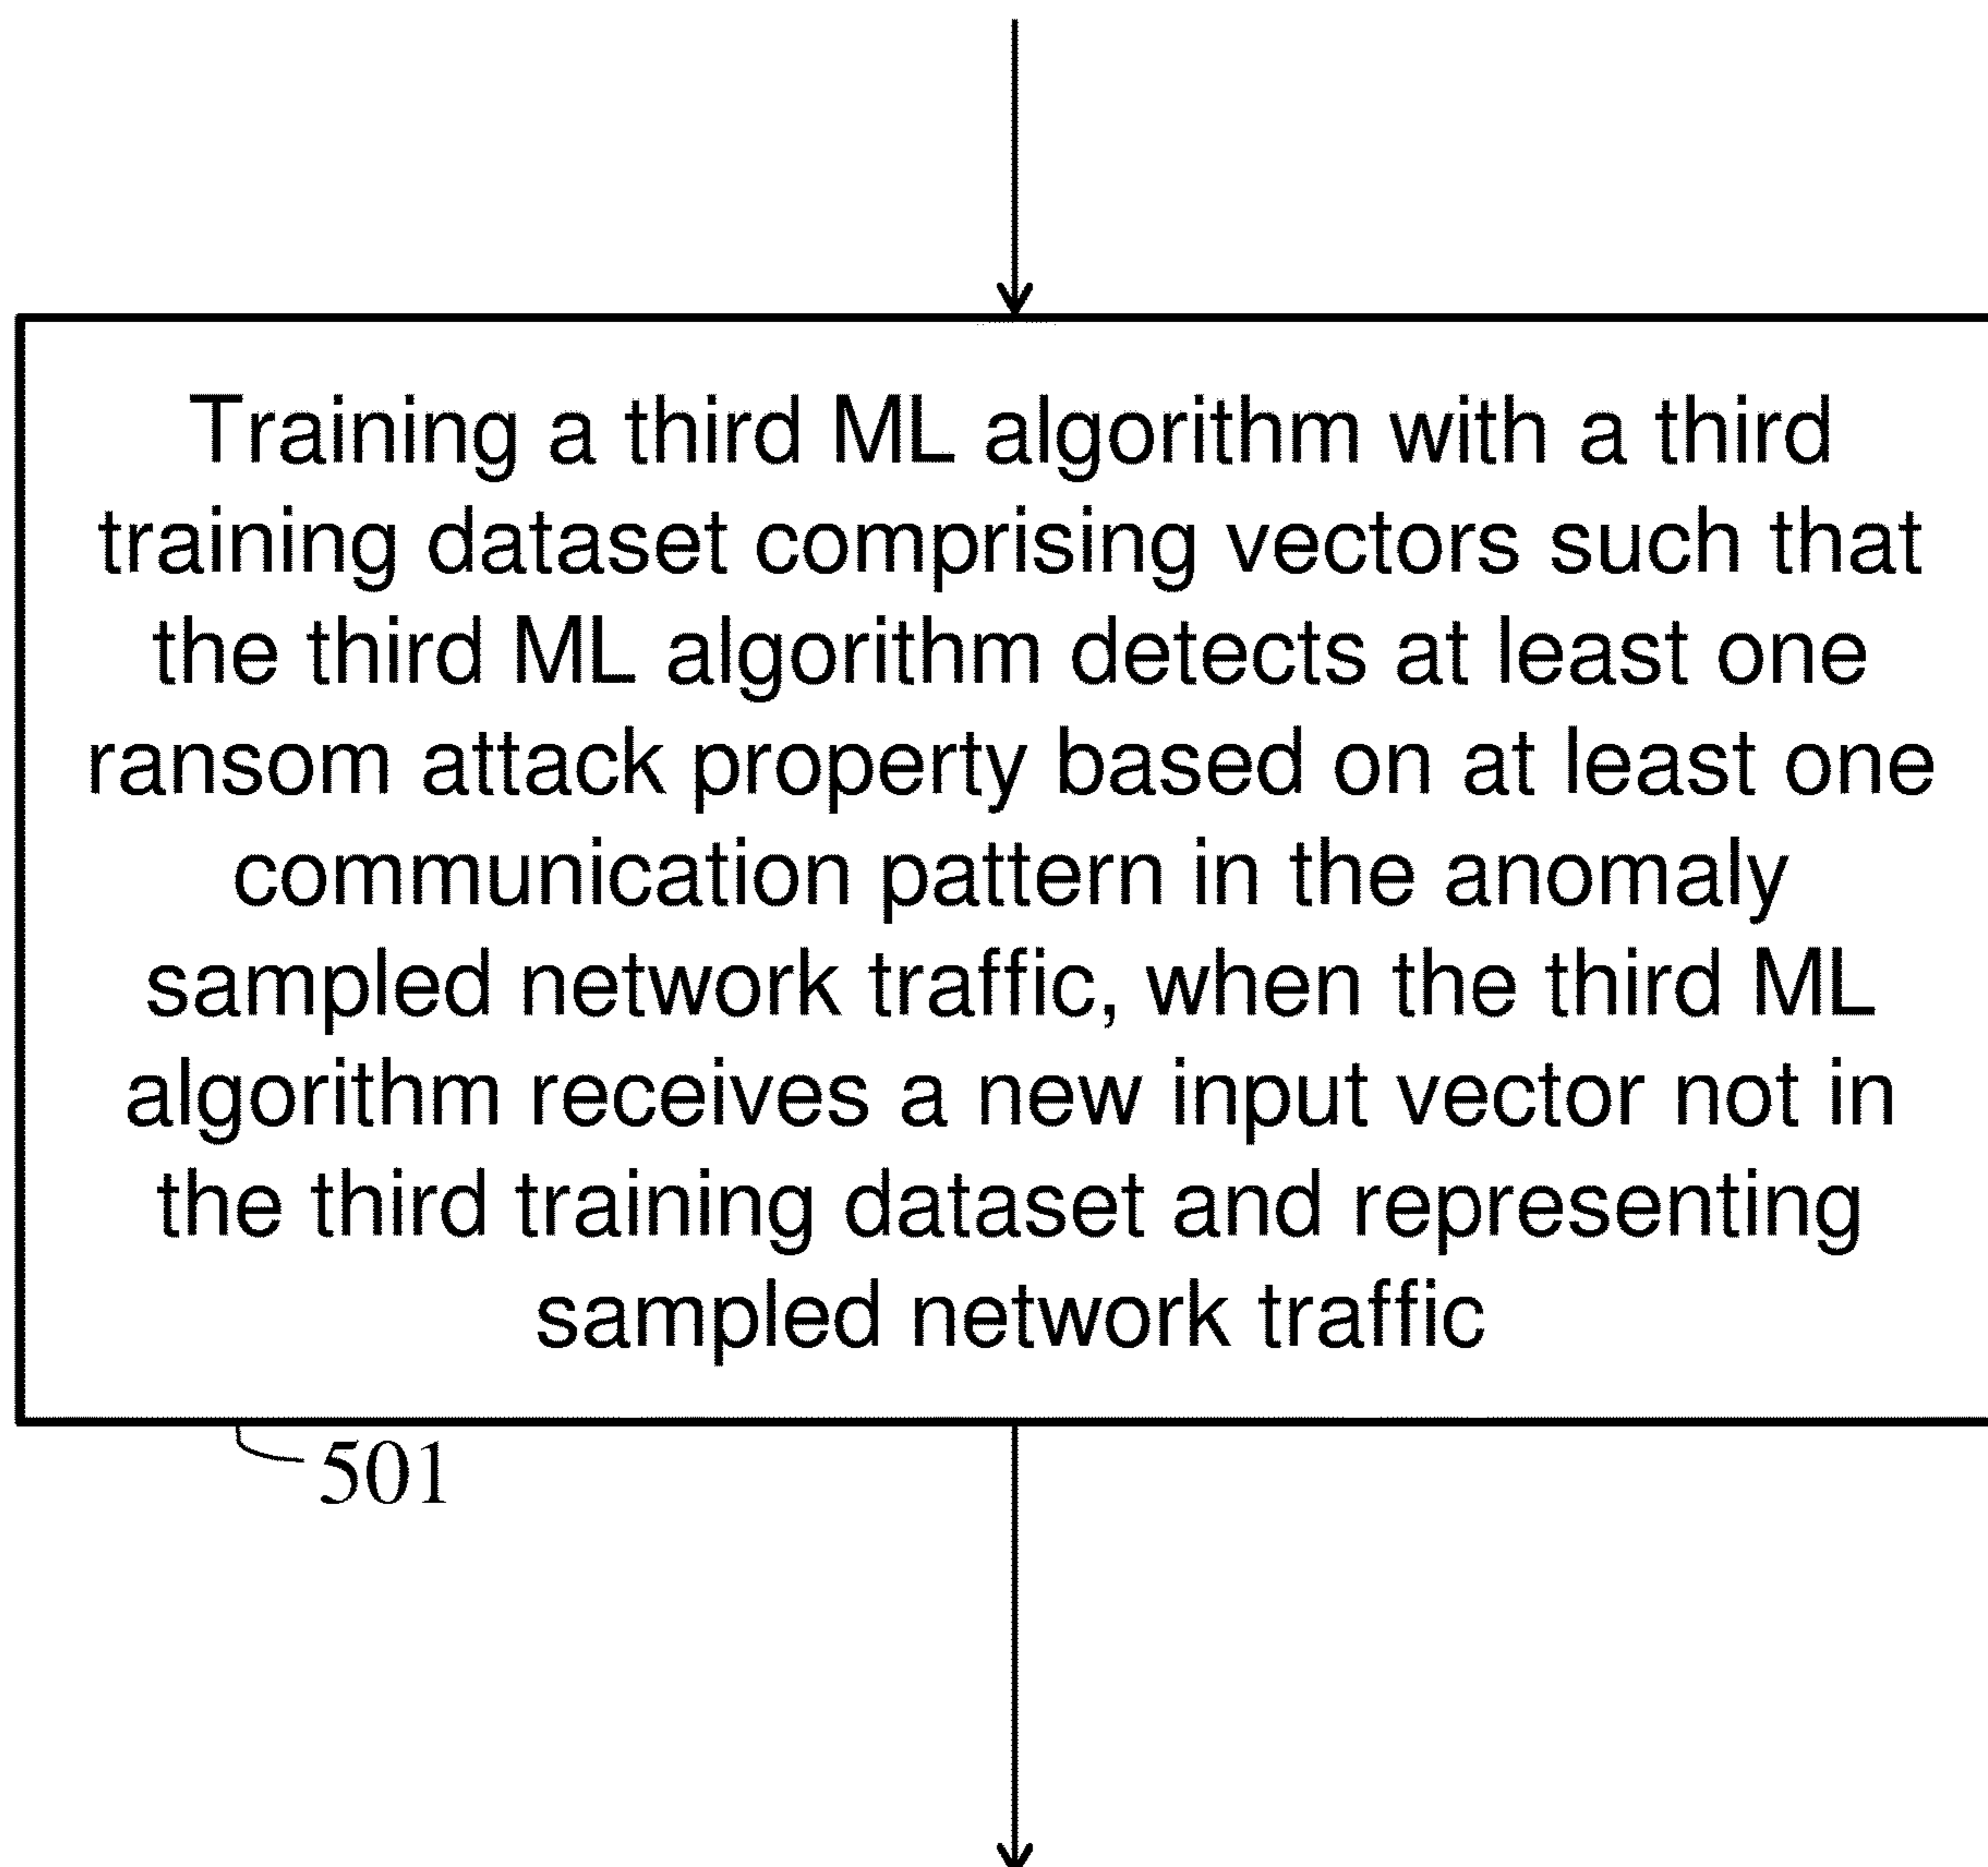 Training a third ML algorithm with a third
training dataset comprising vectors such that
the third ML algorithm detects at least one
ransom attack property based on at least one
communication pattern in the anomaly
sampled network traffic, when the third ML
algorithm receives a new input vector not in
the third training dataset and representing
sampled network traffic
501